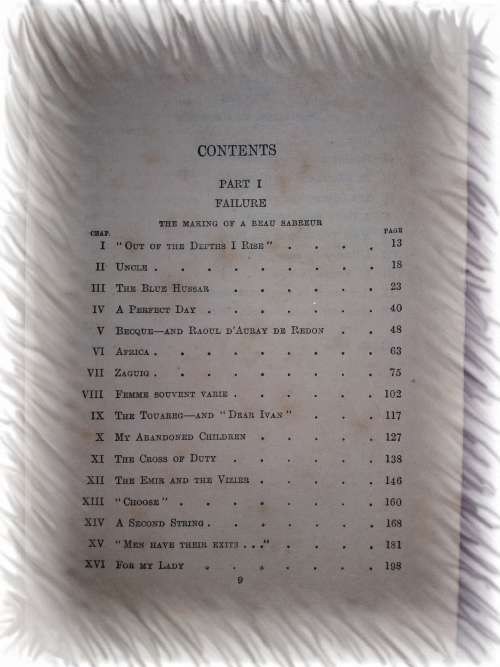 CONTENTS
PART I
FAILURE
THE MAKING OF A BEAU SABREUR
CHAP. PAGE
I "OUT OF THE DEPTHS I RISE" . . . . 13
II UNCLE . . . . . . . . . 18
III THE BLUE HUSSAR . . . . . . 23
IV A PERFECT DAY . . . . . . . 40
V BECQUE—AND RAOUL D'AURAY DE REDON . . 48
VI AFRICA . . . . . . . . . 63
VII ZAGUIG . . . . . . . . . 75
VIII FEMME SOUVENT VARIE . . . . . . 102
IX THE TOUAREG—AND "DEAR IVAN" . . . 117
X MY ABANDONED CHILDREN . . . . . 127
XI THE CROSS OF DUTY . . . . . . 138
XII THE EMIR AND THE VIZIER . . . . . 146
XIII "CHOOSE" . . . . . . . 160
XIV A SECOND STRING . . . . . . . 168
XV "MEN HAVE THEIR EXITS . . ." . . . . 181
XVI FOR MY LADY . . . . . . . 198
9